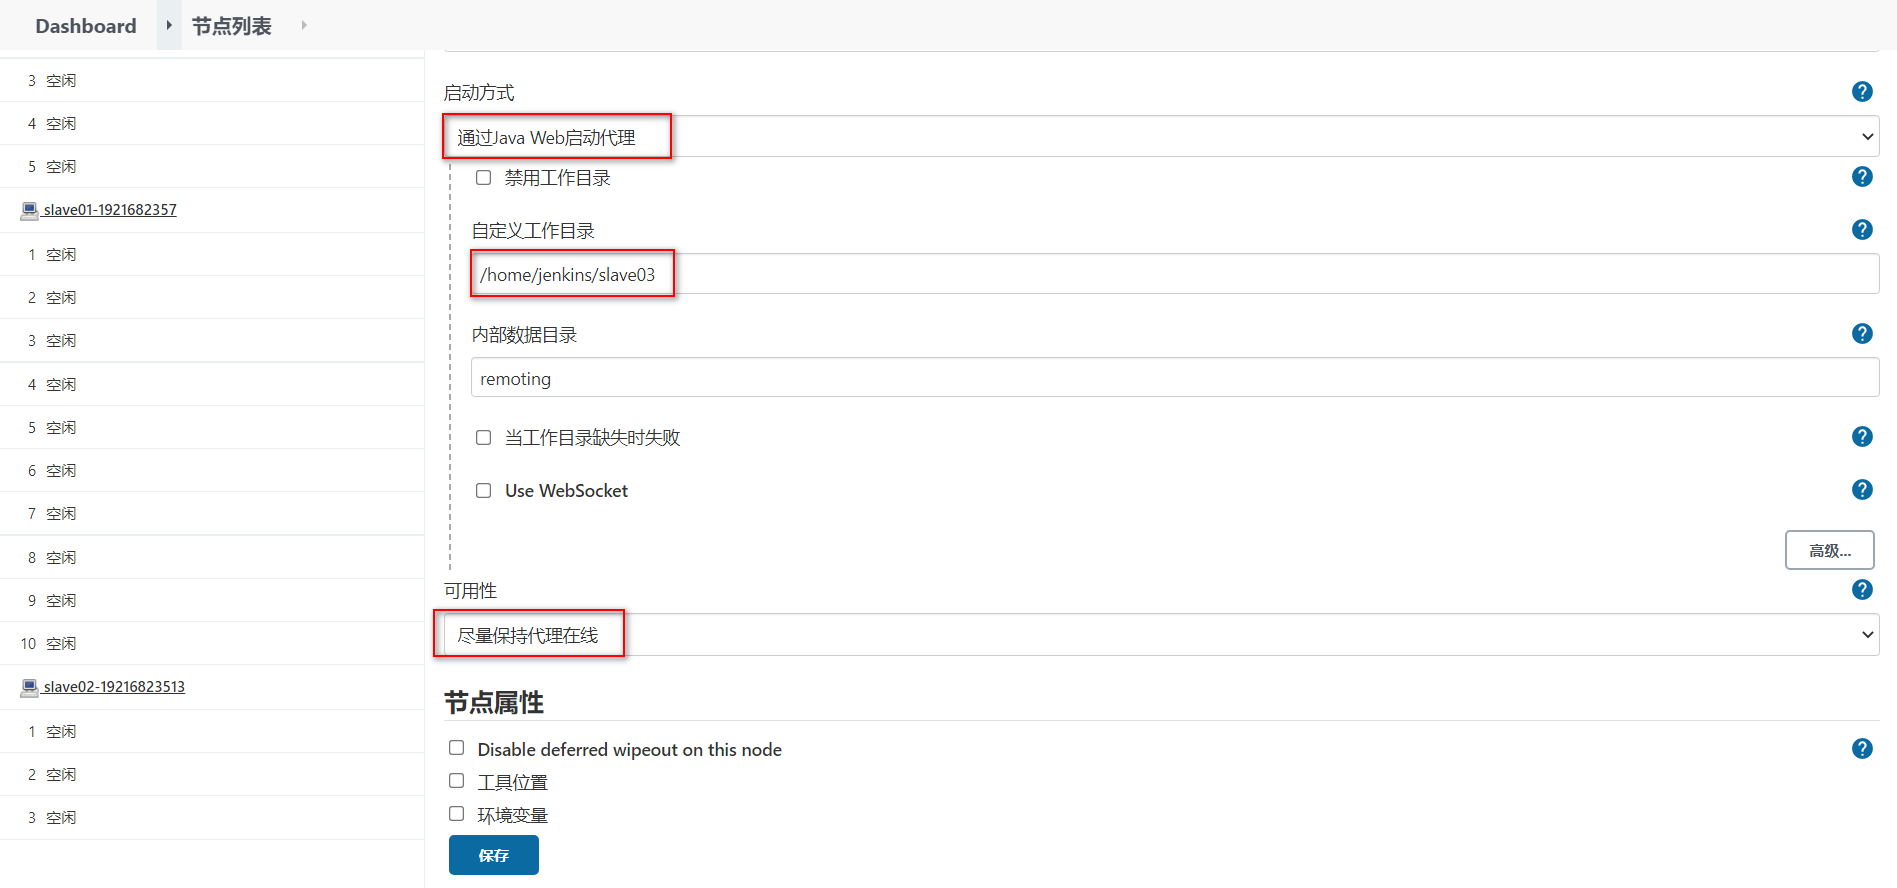 Dashboard 节点列表
3 空闲
4 空闲
5 空闲
slave01-1921682357
1 空闲
2 空闲
3 空闲
4 空闲
5 空闲
6 空闲
7 空闲
8 空闲
9 空闲
10 空闲
slave02-19216823513
1 空闲
2 空闲
3 空闲
启动方式
?
通过Java Web启动代理
禁用工作目录
?
自定义工作目录
?
/home/jenkins/slave03
内部数据目录
?
remoting
当工作目录缺失时失败
?
Use WebSocket
?
高级...
可用性
?
尽量保持代理在线
节点属性
Disable deferred wipeout on this node
?
工具位置
环境变量
保存